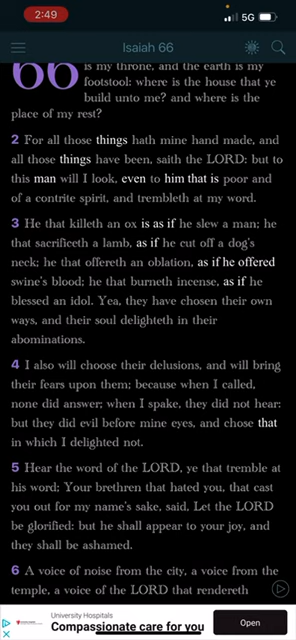 2:49
5G
Isaiah 66
66
is my throne, and the earth is my
footstool: where is the house that ye
build unto me? and where is the
place of my rest?
2 For all those things hath mine hand made, and
all those things have been, saith the LORD: but to
this man will I look, even to him that is poor and
of a contrite spirit, and trembleth at my word.
3 He that killeth an ox is as if he slew a man; he
that sacrificeth a lamb, as if he cut off a dog's
neck; he that offereth an oblation, as if he offered
swine's blood; he that burneth incense, as if he
blessed an idol. Yea, they have chosen their own
ways, and their soul delighteth in their
abominations.
4 I also will choose their delusions, and will bring
their fears upon them; because when I called,
none did answer; when I spake, they did not hear:
but they did evil before mine eyes, and chose that
in which I delighted not.
5 Hear the word of the LORD, ye that tremble at
his word; Your brethren that hated you, that cast
you out for my name's sake, said, Let the LORD
be glorified: but he shall appear to your joy, and
they shall be ashamed.
6 A voice of noise from the city, a voice from the
temple, a voice of the LORD that rendereth
University Hospitals
Compassionate care for you
Open